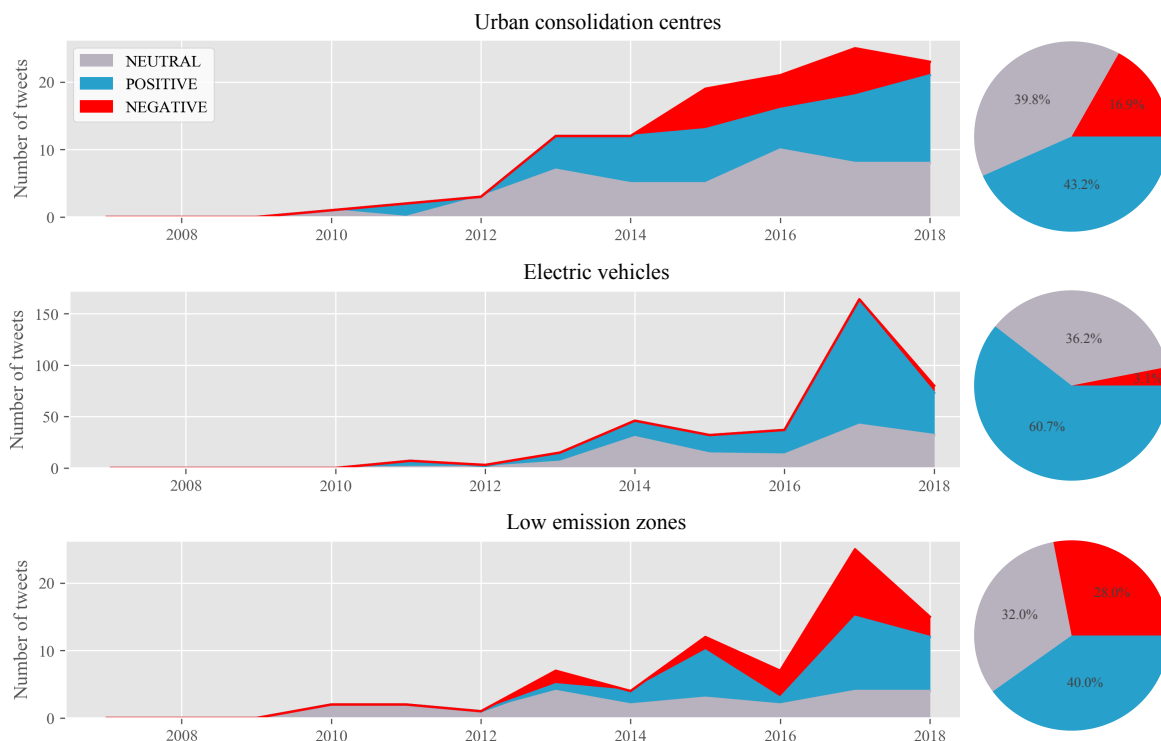 Urban consolidation centres
NEUTRAL
POSITIVE
NEGATIVE
Number of tweets
20
10
0
2008 2010 2012 2014 2016 2018
39.8%
16.9%
43.2%
Electric vehicles
Number of tweets
150
100
50
0
2008 2010 2012 2014 2016 2018
36.2%
3.1%
60.7%
Low emission zones
Number of tweets
20
10
0
2008 2010 2012 2014 2016 2018
32.0%
28.0%
40.0%